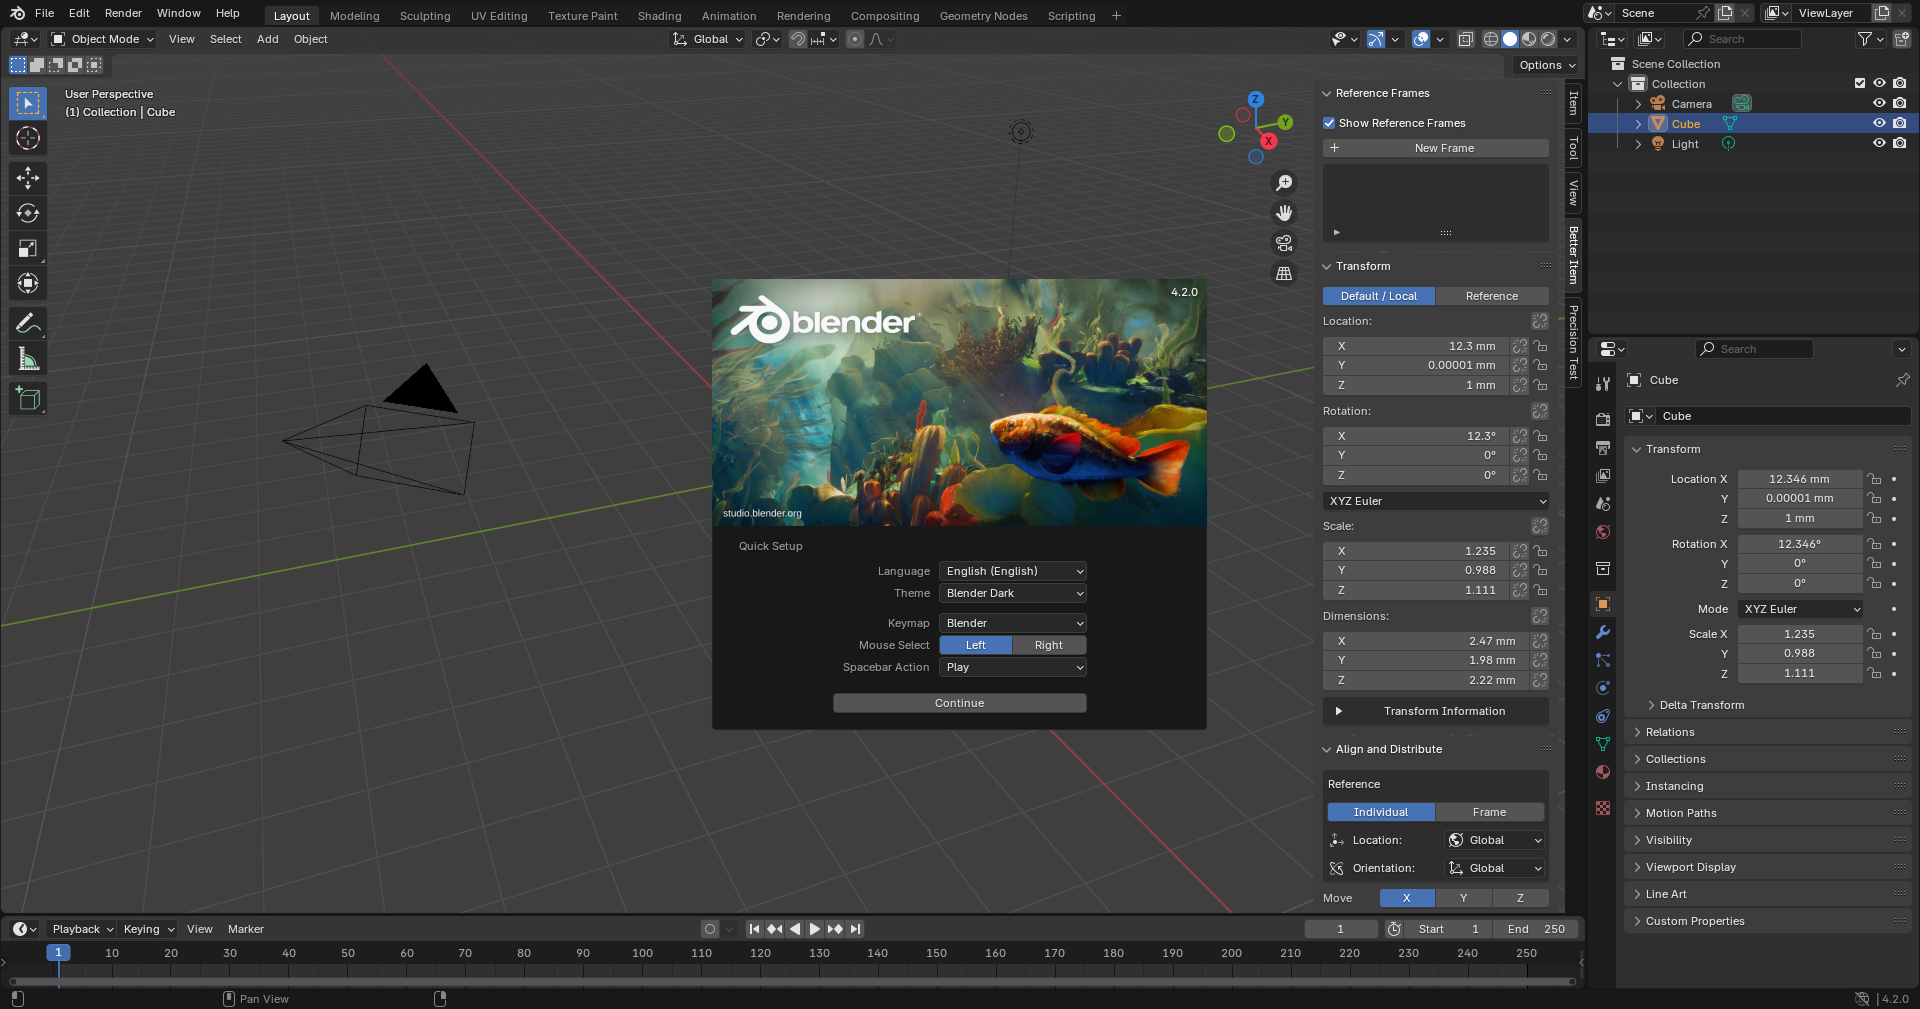 File Edit Render Window Help Layout Modeling Sculpting UV Editing Texture Paint Shading Animation Rendering Compositing Geometry Nodes Scripting + Scene ViewLayer
Object Mode View Select Add Object Global Search
Options
User Perspective
(1) Collection | Cube
Z
Y
X
Reference Frames
Show Reference Frames
+ New Frame
Transform
Default / Local Reference
Location:
X 12.3 mm
Y 0.00001 mm
Z 1 mm
Rotation:
X 12.3°
Y 0°
Z 0°
XYZ Euler
Scale:
X 1.235
Y 0.988
Z 1.111
Dimensions:
X 2.47 mm
Y 1.98 mm
Z 2.22 mm
Transform Information
Align and Distribute
Reference
Individual Frame
Location: Global
Orientation: Global
Move X Y Z
Item
Tool
View
Better Item
Precision Test
blender
4.2.0
studio.blender.org
Quick Setup
Language English (English)
Theme Blender Dark
Keymap Blender
Mouse Select Left Right
Spacebar Action Play
Continue
Scene Collection
Collection
Camera
Cube
Light
Search
Cube
Cube
Transform
Location X 12.346 mm
Y 0.00001 mm
Z 1 mm
Rotation X 12.346°
Y 0°
Z 0°
Mode XYZ Euler
Scale X 1.235
Y 0.988
Z 1.111
Delta Transform
Relations
Collections
Instancing
Motion Paths
Visibility
Viewport Display
Line Art
Custom Properties
Playback Keying View Marker 1 Start 1 End 250
1 10 20 30 40 50 60 70 80 90 100 110 120 130 140 150 160 170 180 190 200 210 220 230 240 250
Pan View
4.2.0